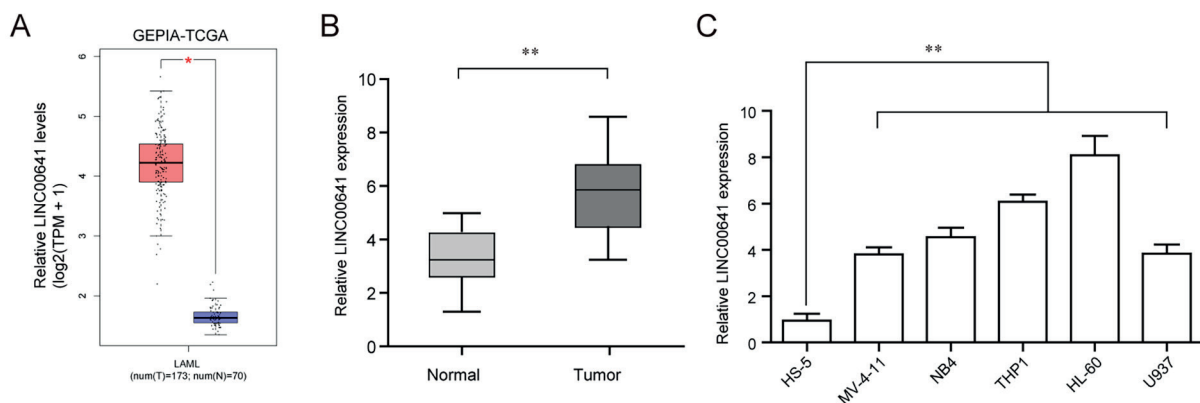 A
GEPIA-TCGA
Relative LINC00641 levels
(log2(TPM + 1)
6
5
4
3
2
*
LAML
(num(T)=173; num(N)=70)
B
**
Relative LINC00641 expression
10
8
6
4
2
0
Normal
Tumor
C
**
Relative LINC00641 expression
10
8
6
4
2
0
HS-5
MV-4-11
NB4
THP1
HL-60
U937